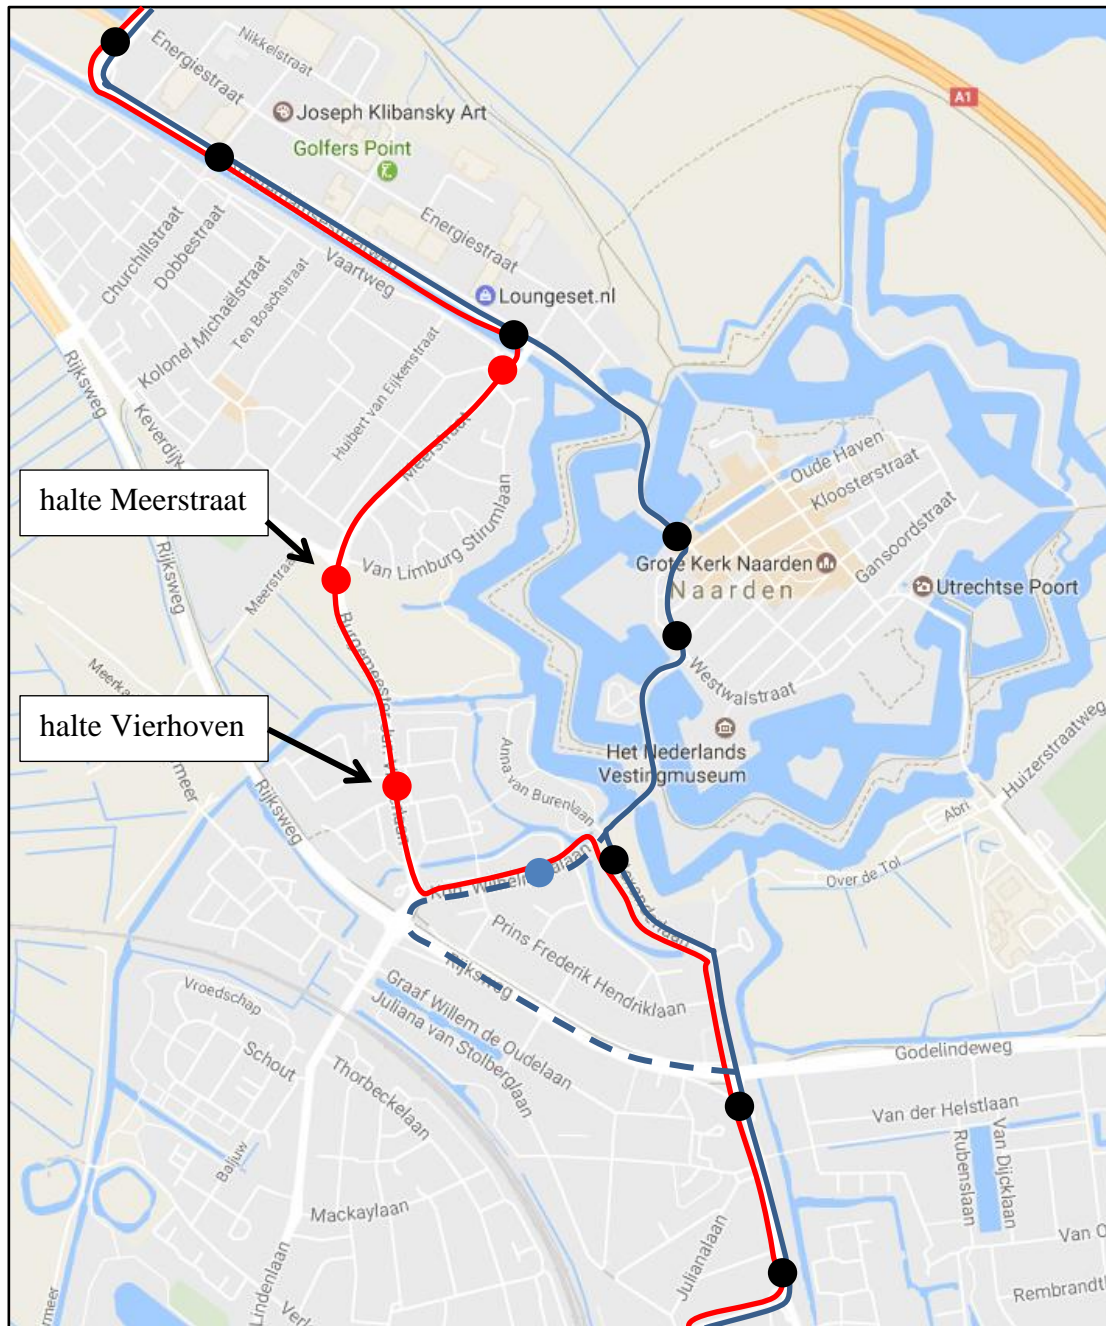 Nikkelstraat
Energiestraat
A1
Joseph Klibansky Art
Golfers Point
Energiestraat
Churchillstraat
Dobbestraat
Vaartweg
Kolonel Michaëlstraat
Ten Boschstraat
Loungeset.nl
Rijksweg
Huibert van Eijkenstraat
Keverdijk
Meerstraat
Oude Haven
Kloosterstraat
halte Meerstraat
Gansoordstraat
Van Limburg Stirumlaan
Grote Kerk Naarden
Rijksweg
Utrechtse Poort
Naarden
Westwalstraat
halte Vierhoven
Het Nederlands
Vestingmuseum
Anna van Burenlaan
Huizerstraatweg
Rijksweg
Abri
Over de Tol
Prins Frederik Hendriklaan
Rijksweg
Vroedschap
Graaf Willem de Oudelaan
Juliana van Stolberglaan
Godelindeweg
Schout
Thorbeckelaan
Van der Helstlaan
Van Dijcklaan
Rubenslaan
Baljuw
Mackaylaan
Julianalaan
Van O
Lindenlaan
Rembrandt